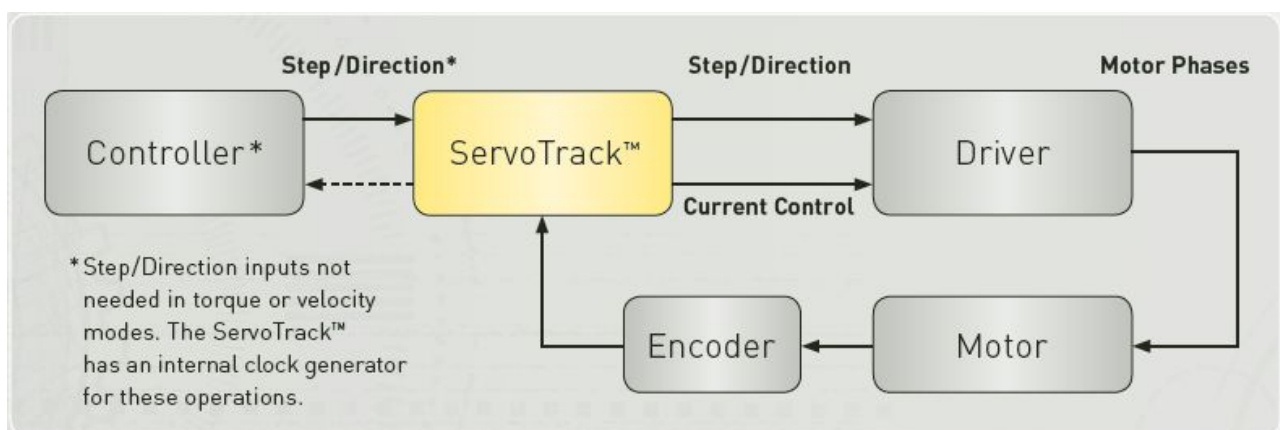 Step/Direction*
Step/Direction
Motor Phases
Controller*
ServoTrack™
Driver
Current Control
*Step/Direction inputs not
needed in torque or velocity
modes. The ServoTrack™
has an internal clock generator
for these operations.
Encoder
Motor